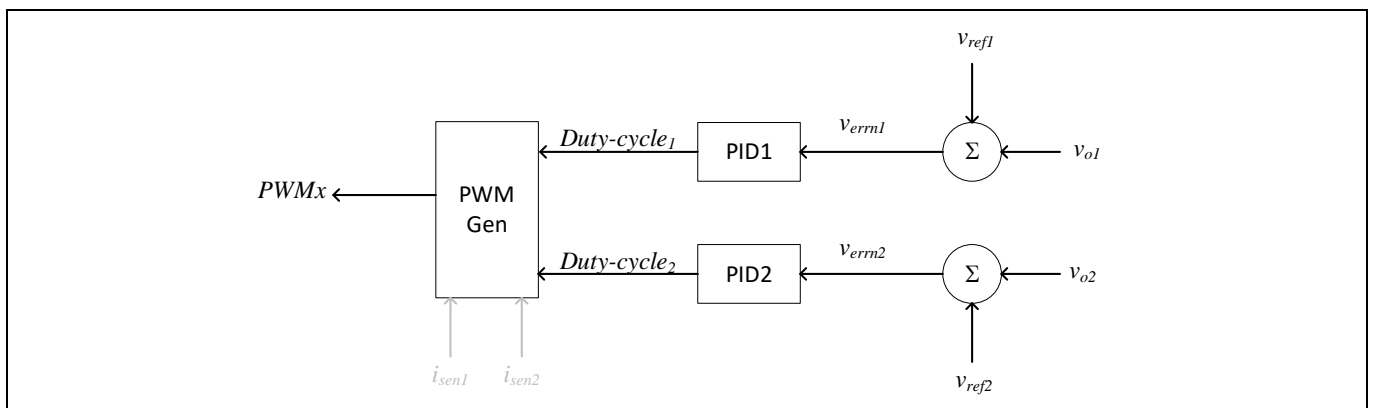 vref1
Duty-cycle1
PID1
verrn1
Σ
vo1
PWMx
PWM
Gen
Duty-cycle2
PID2
verrn2
Σ
vo2
isen1
isen2
vref2